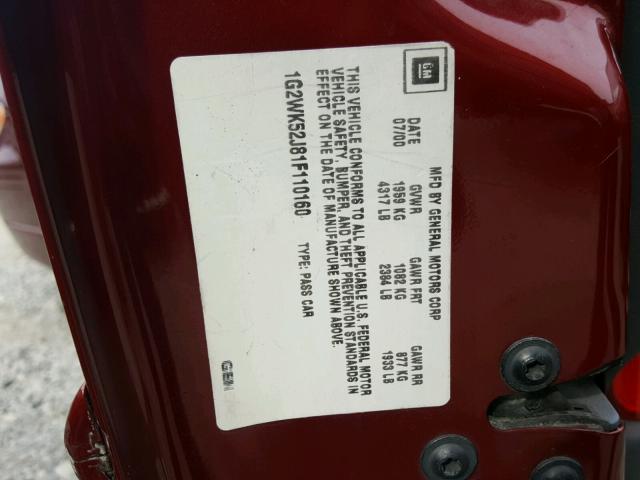 GM
MFD BY GENERAL MOTORS CORP
DATE GVWR GAWR FRT GAWR RR
07/00 1959 KG 1082 KG 877 KG
4317 LB 2384 LB 1933 LB
THIS VEHICLE CONFORMS TO ALL APPLICABLE U.S. FEDERAL MOTOR
VEHICLE SAFETY, BUMPER, AND THEFT PREVENTION STANDARDS IN
EFFECT ON THE DATE OF MANUFACTURE SHOWN ABOVE.
1G2WK52J81F110160 TYPE: PASS CAR